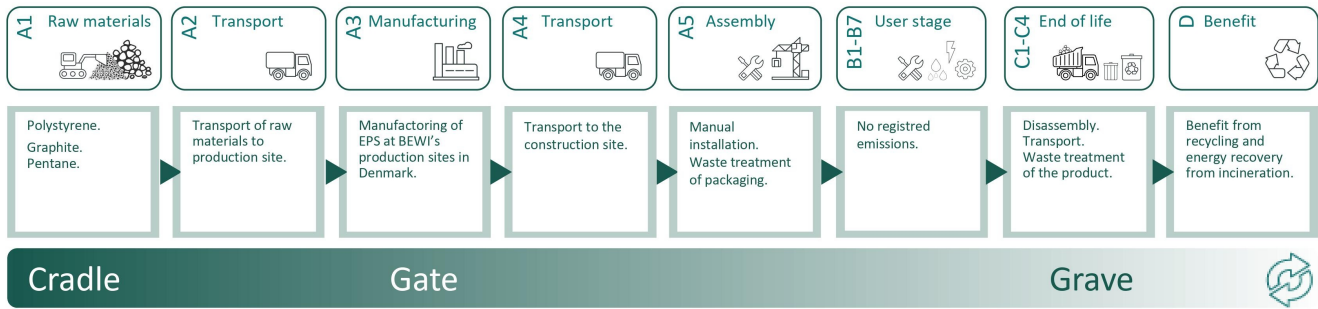 A1 Raw materials
A2 Transport
A3 Manufacturing
A4 Transport
A5 Assembly
B1-B7 User stage
C1-C4 End of life
D Benefit
Polystyrene.
Graphite.
Pentane.
Transport of raw
materials to
production site.
Manufactoring of
EPS at BEWI's
production sites in
Denmark.
Transport to the
construction site.
Manual
installation.
Waste treatment
of packaging.
No registred
emissions.
Disassembly.
Transport.
Waste treatment
of the product.
Benefit from
recycling and
energy recovery
from incineration.
Cradle
Gate
Grave